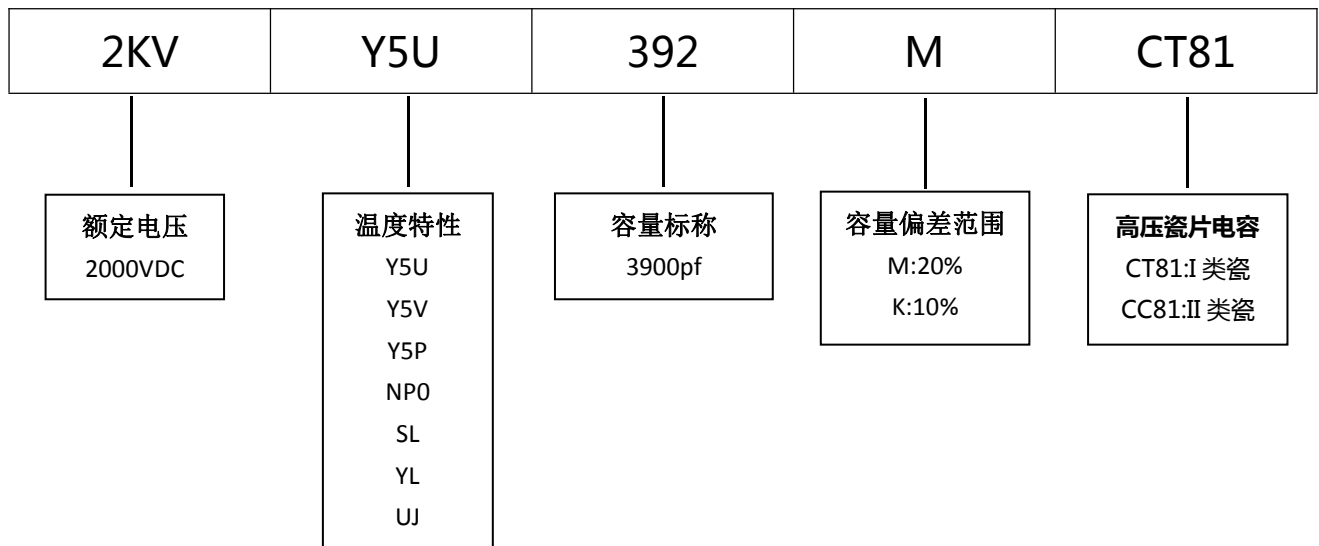 2KV Y5U 392 M CT81
额定电压
2000VDC
温度特性
Y5U
Y5V
Y5P
NP0
SL
YL
UJ
容量标称
3900pf
容量偏差范围
M:20%
K:10%
高压瓷片电容
CT81:I 类瓷
CC81:II 类瓷